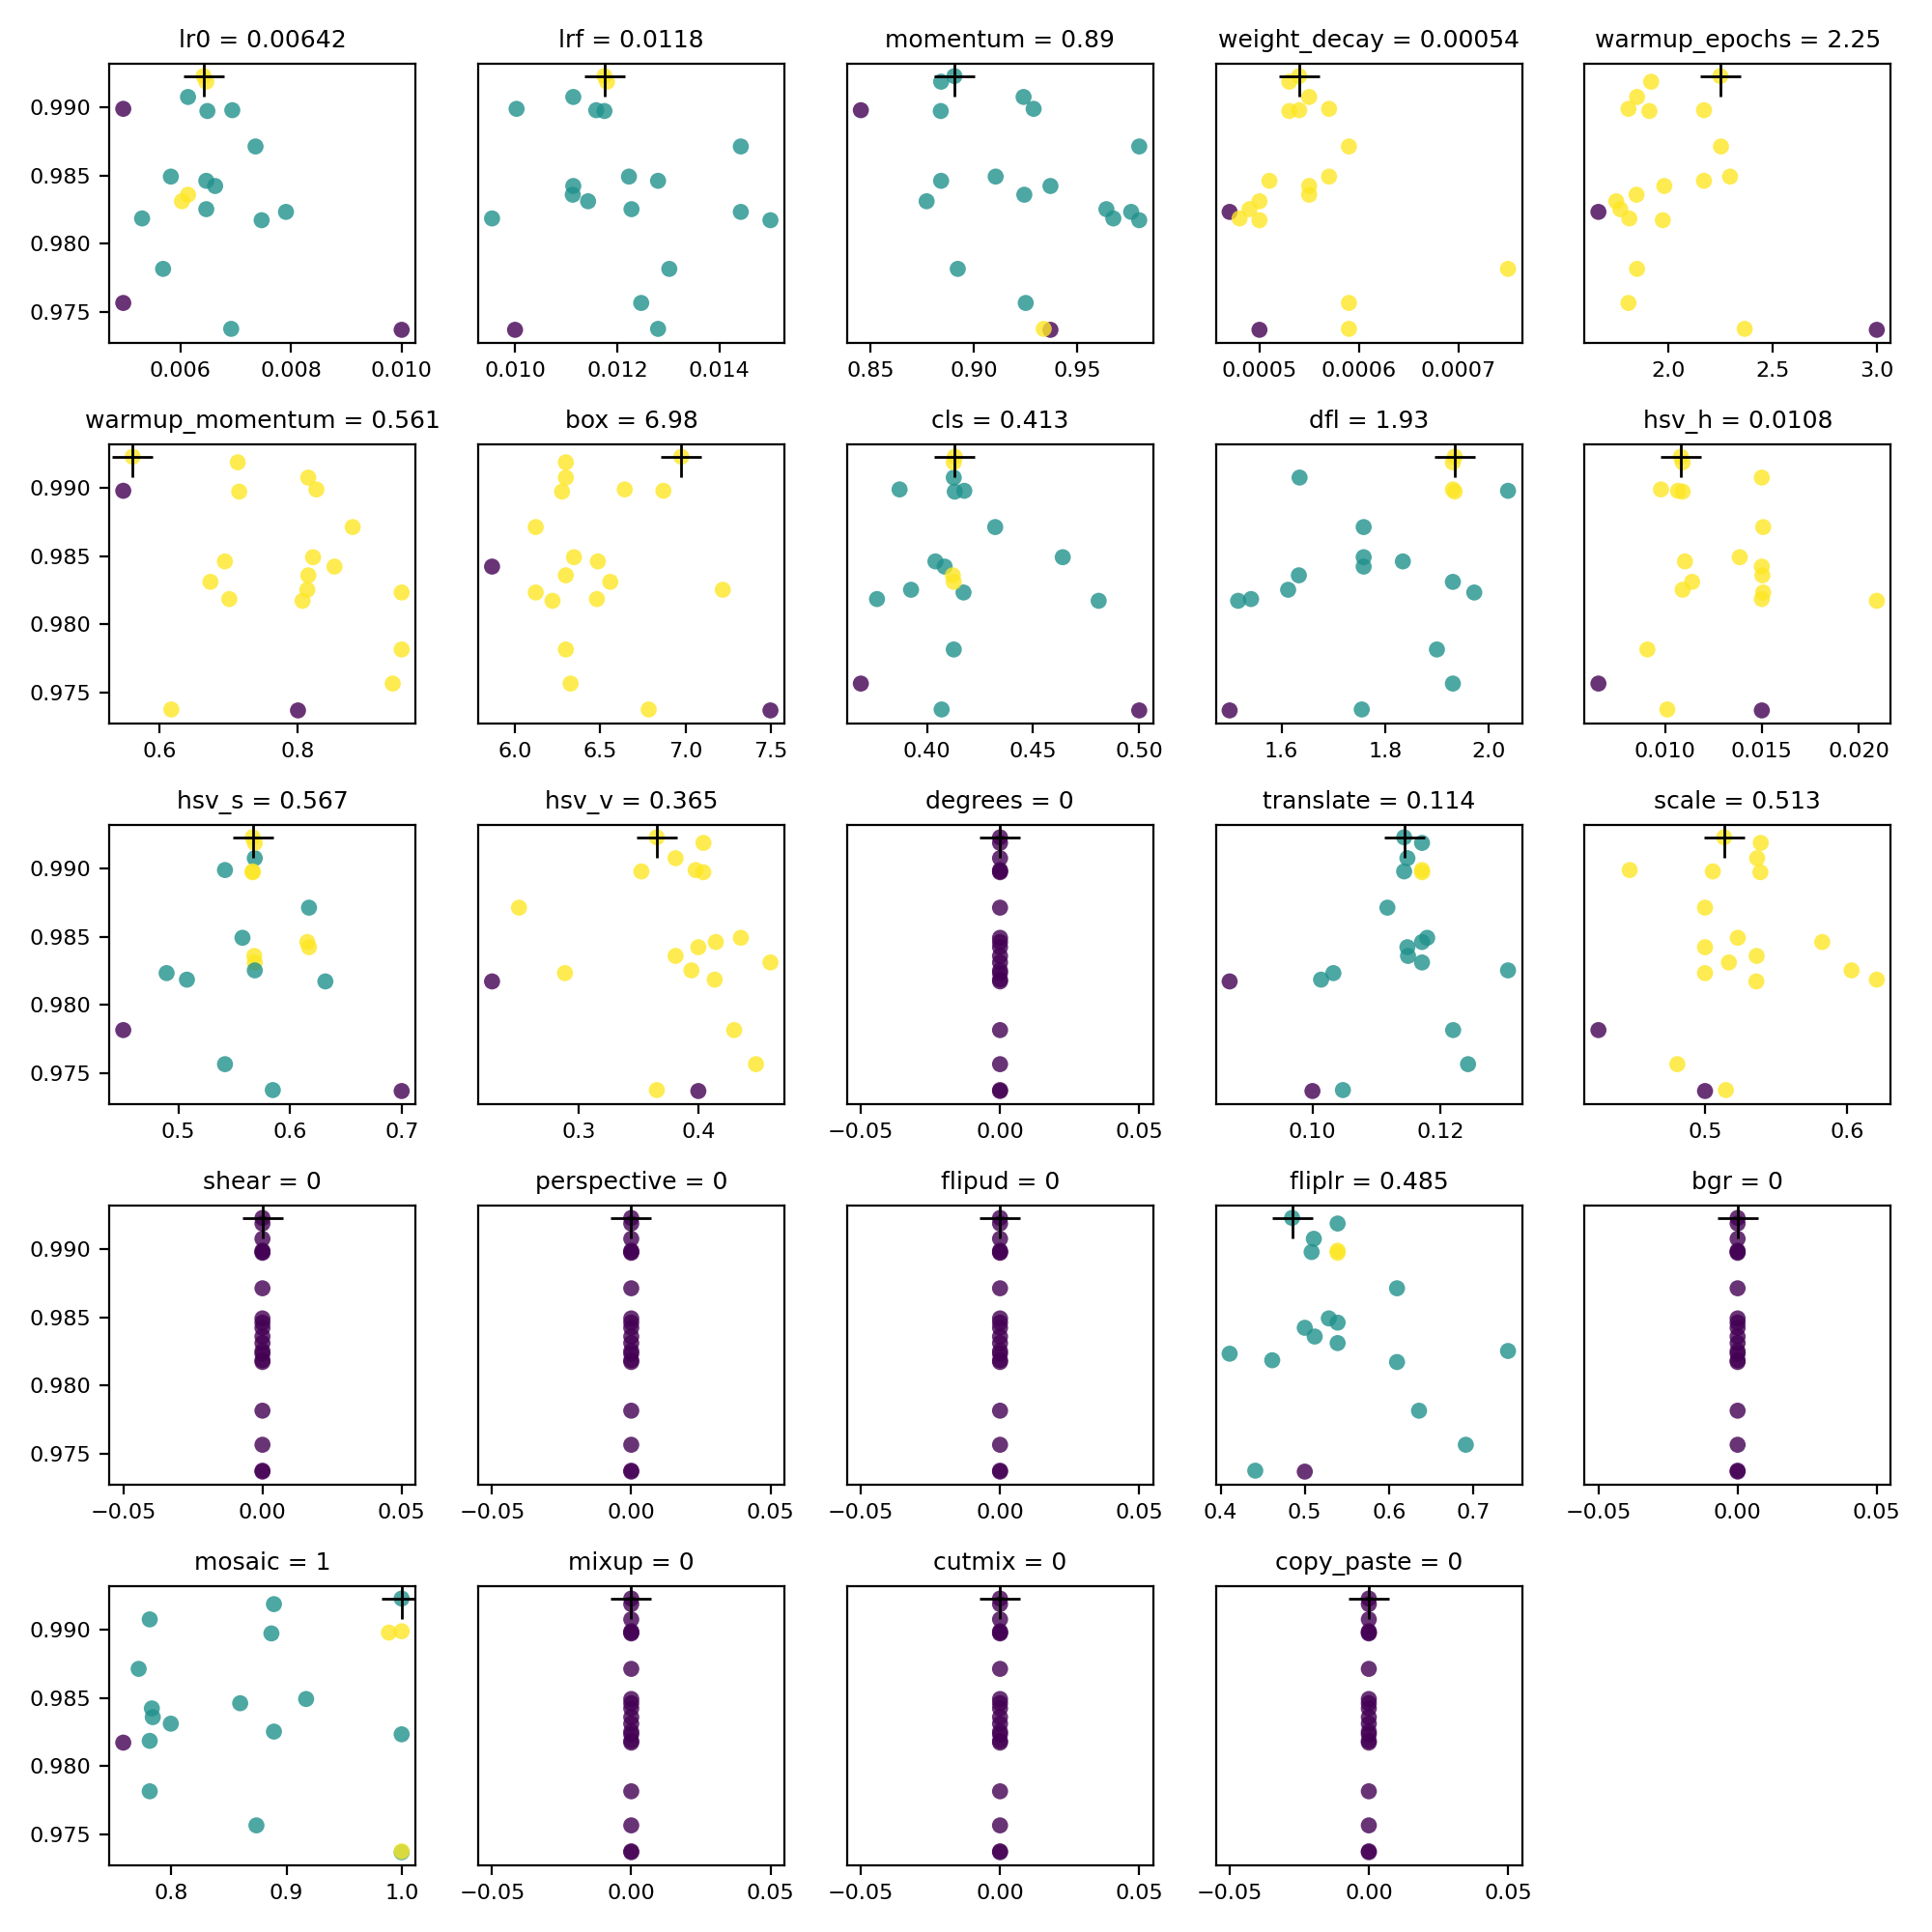 lr0 = 0.00642 lrf = 0.0118 momentum = 0.89 weight_decay = 0.00054 warmup_epochs = 2.25
0.990
0.985
0.980
0.975
0.006 0.008 0.010 0.010 0.012 0.014 0.85 0.90 0.95 0.0005 0.0006 0.0007 2.0 2.5 3.0
warmup_momentum = 0.561 box = 6.98 cls = 0.413 dfl = 1.93 hsv_h = 0.0108
0.990
0.985
0.980
0.975
0.6 0.8 6.0 6.5 7.0 7.5 0.40 0.45 0.50 1.6 1.8 2.0 0.010 0.015 0.020
hsv_s = 0.567 hsv_v = 0.365 degrees = 0 translate = 0.114 scale = 0.513
0.990
0.985
0.980
0.975
0.5 0.6 0.7 0.3 0.4 −0.05 0.00 0.05 0.10 0.12 0.5 0.6
shear = 0 perspective = 0 flipud = 0 fliplr = 0.485 bgr = 0
0.990
0.985
0.980
0.975
−0.05 0.00 0.05 −0.05 0.00 0.05 −0.05 0.00 0.05 0.4 0.5 0.6 0.7 −0.05 0.00 0.05
mosaic = 1 mixup = 0 cutmix = 0 copy_paste = 0
0.990
0.985
0.980
0.975
0.8 0.9 1.0 −0.05 0.00 0.05 −0.05 0.00 0.05 −0.05 0.00 0.05